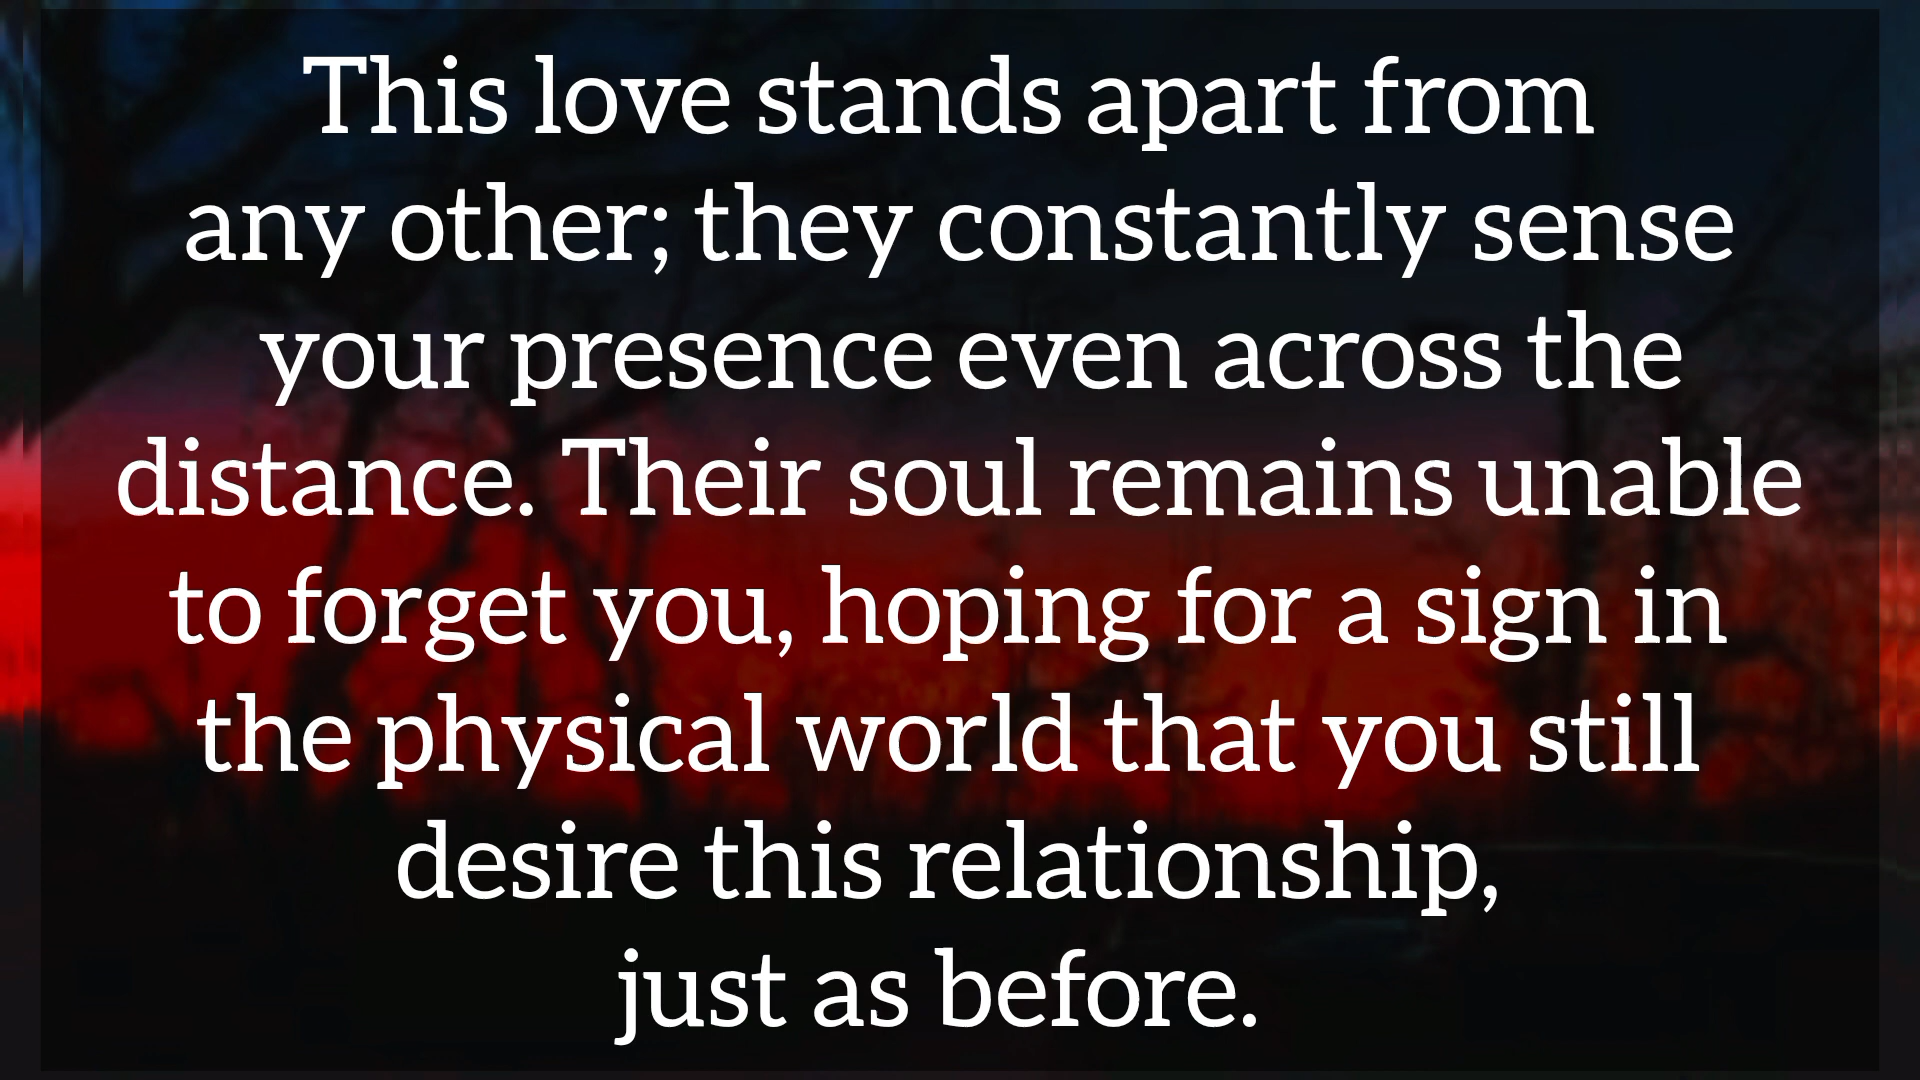 This love stands apart from
any other; they constantly sense
your presence even across the
distance. Their soul remains unable
to forget you, hoping for a sign in
the physical world that you still
desire this relationship,
just as before.